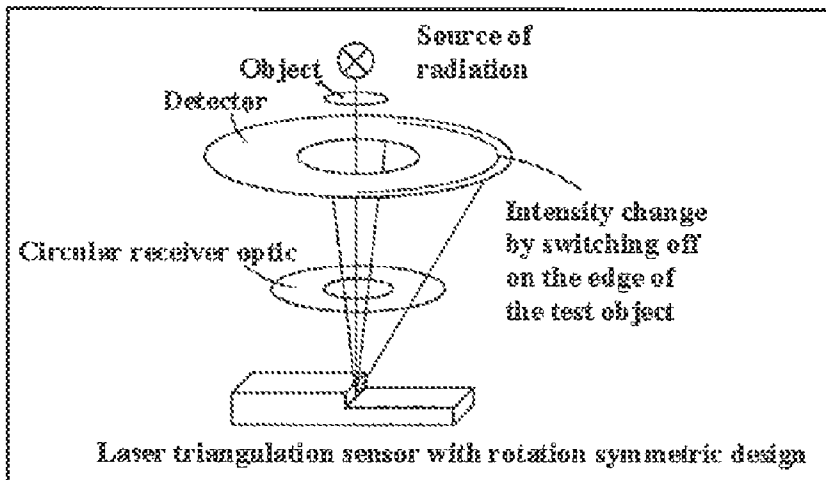 Source of
radiation
Object
Detector
Intensity change
by switching off
on the edge of
the test object
Circular receiver optic
Laser triangulation sensor with rotation symmetric design